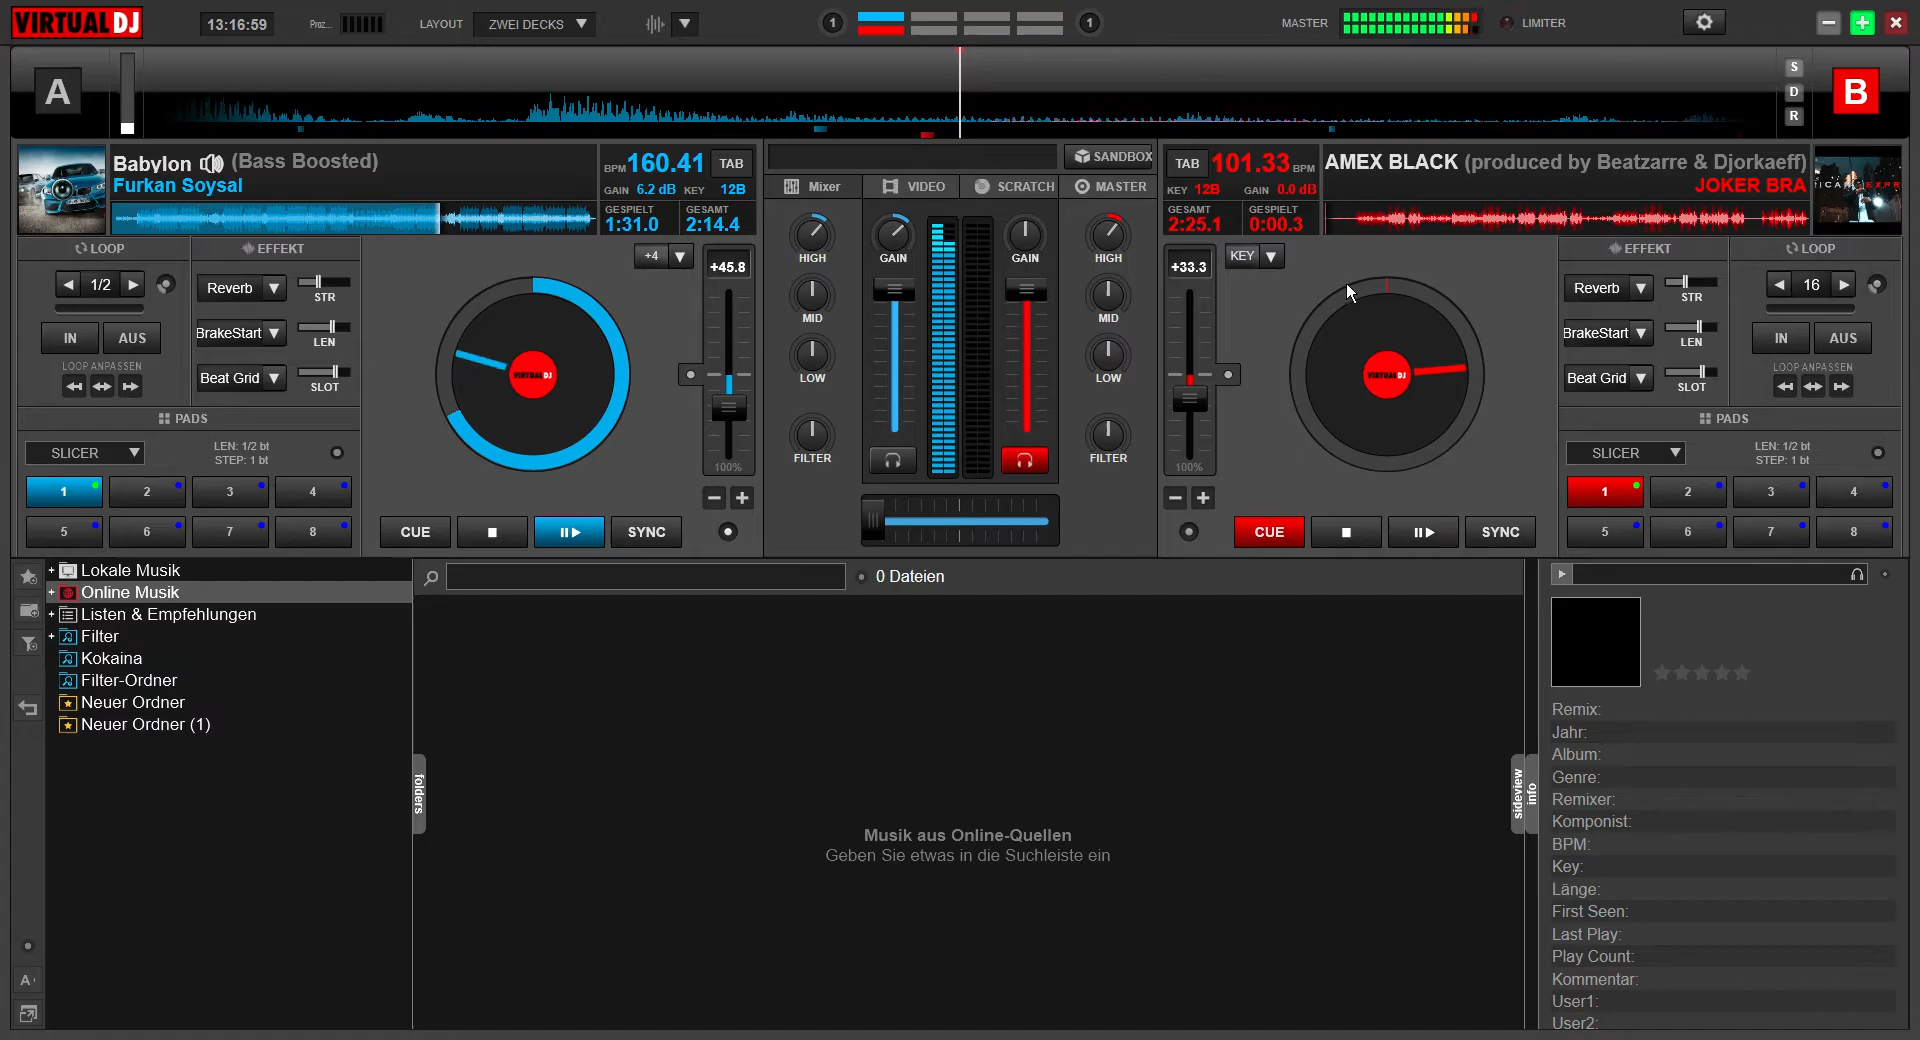 VIRTUAL DJ
13:16:59
Proz...
LAYOUT
ZWEI DECKS
1
1
MASTER
LIMITER
A
S
D
R
B
Babylon (Bass Boosted)
Furkan Soysal
BPM 160.41 TAB
GAIN 6.2 dB KEY 12B
GESPIELT GESAMT
1:31.0 2:14.4
SANDBOX
Mixer VIDEO SCRATCH MASTER
TAB 101.33 BPM
KEY 12B GAIN 0.0 dB
GESAMT GESPIELT
2:25.1 0:00.3
AMEX BLACK (produced by Beatzarre & Djorkaeff)
JOKER BRA
LOOP
EFFEKT
1/2
Reverb
STR
IN AUS
BrakeStart
LEN
LOOP ANPASSEN
Beat Grid
SLOT
PADS
SLICER
LEN: 1/2 bt
STEP: 1 bt
1 2 3 4
5 6 7 8
+4
+45.8
VIRTUAL DJ
100%
CUE
SYNC
HIGH GAIN GAIN HIGH
MID MID
LOW LOW
FILTER FILTER
+33.3
KEY
VIRTUAL DJ
100%
CUE
SYNC
EFFEKT
LOOP
Reverb
STR
16
BrakeStart
LEN
IN AUS
Beat Grid
SLOT
LOOP ANPASSEN
PADS
SLICER
LEN: 1/2 bt
STEP: 1 bt
1 2 3 4
5 6 7 8
+ Lokale Musik
+ Online Musik
+ Listen & Empfehlungen
+ Filter
Kokaina
Filter-Ordner
Neuer Ordner
Neuer Ordner (1)
A
folders
0 Dateien
Musik aus Online-Quellen
Geben Sie etwas in die Suchleiste ein
sideview
info
Remix:
Jahr:
Album:
Genre:
Remixer:
Komponist:
BPM:
Key:
Länge:
First Seen:
Last Play:
Play Count:
Kommentar:
User1:
User2: